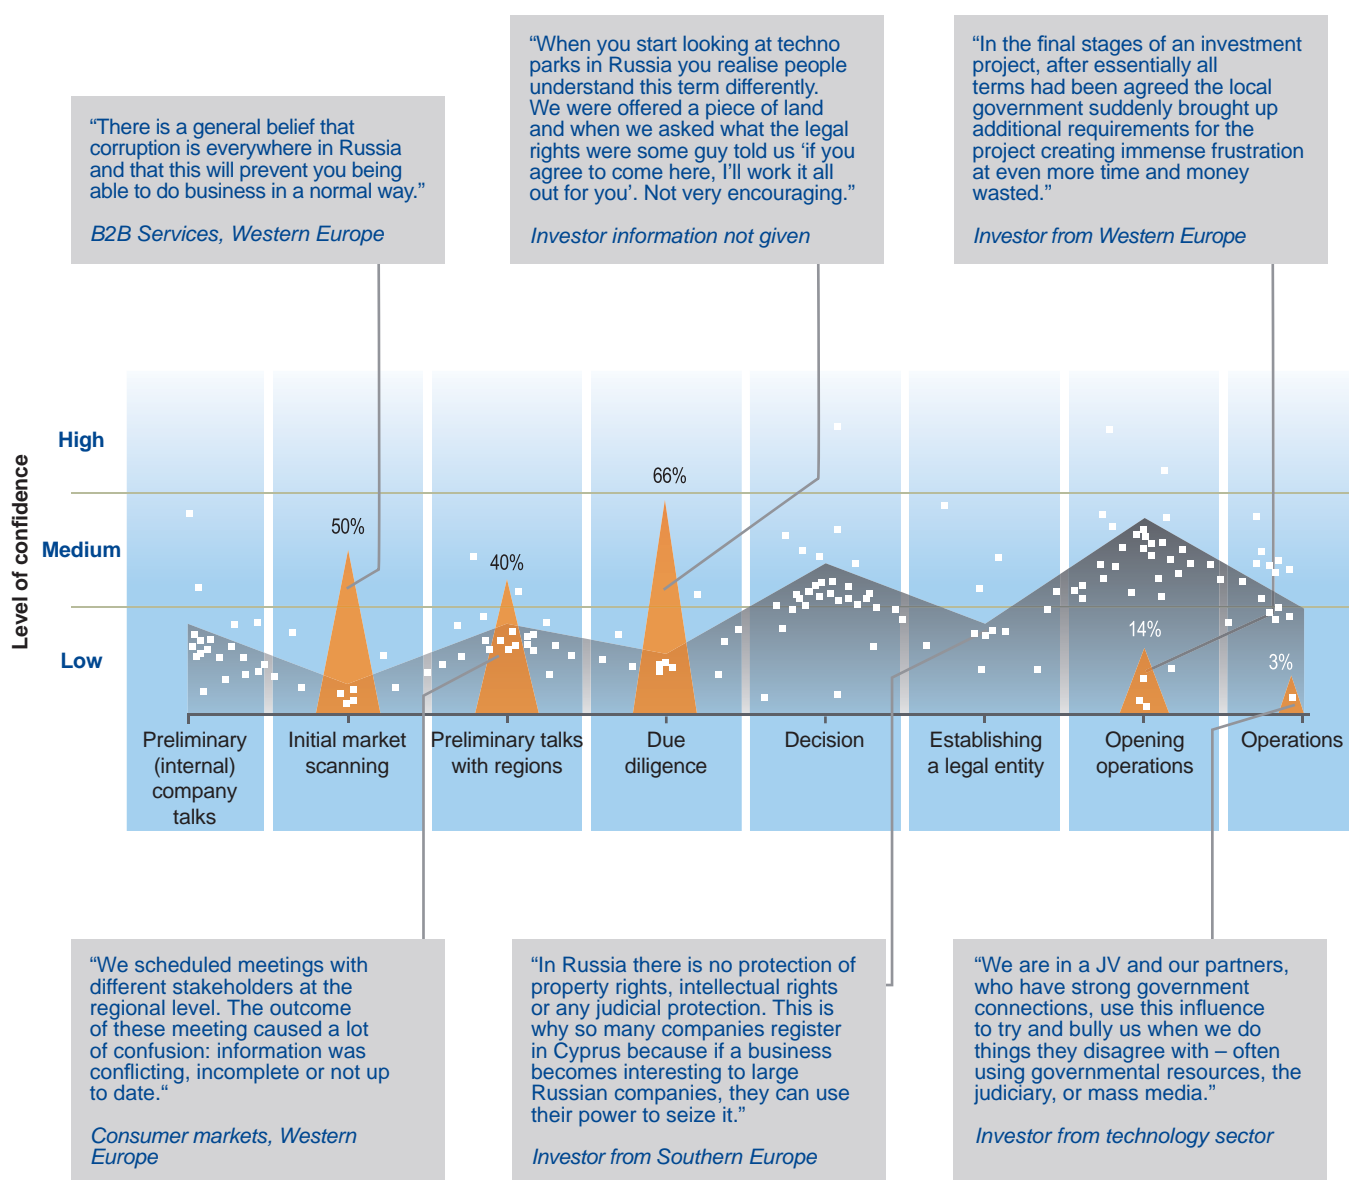 “There is a general belief that
corruption is everywhere in Russia
and that this will prevent you being
able to do business in a normal way.”
B2B Services, Western Europe
“When you start looking at techno
parks in Russia you realise people
understand this term differently.
We were offered a piece of land
and when we asked what the legal
rights were some guy told us ‘if you
agree to come here, I’ll work it all
out for you’. Not very encouraging.”
Investor information not given
“In the final stages of an investment
project, after essentially all
terms had been agreed the local
government suddenly brought up
additional requirements for the
project creating immense frustration
at even more time and money
wasted.”
Investor from Western Europe
Level of confidence
High
Medium
Low
50%
40%
66%
14%
3%
Preliminary
(internal)
company
talks
Initial market
scanning
Preliminary talks
with regions
Due
diligence
Decision
Establishing
a legal entity
Opening
operations
Operations
“We scheduled meetings with
different stakeholders at the
regional level. The outcome
of these meeting caused a lot
of confusion: information was
conflicting, incomplete or not up
to date.“
Consumer markets, Western
Europe
“In Russia there is no protection of
property rights, intellectual rights
or any judicial protection. This is
why so many companies register
in Cyprus because if a business
becomes interesting to large
Russian companies, they can use
their power to seize it.”
Investor from Southern Europe
“We are in a JV and our partners,
who have strong government
connections, use this influence
to try and bully us when we do
things they disagree with – often
using governmental resources, the
judiciary, or mass media.”
Investor from technology sector